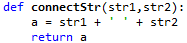 def connectStr(str1,str2):
    a = str1 + ' ' + str2
    return a